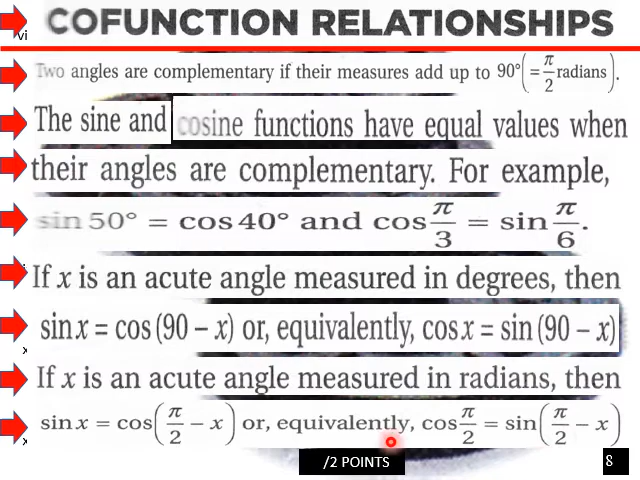 COFUNCTION RELATIONSHIPS
Two angles are complementary if their measures add up to 90° (= π/2 radians).
The sine and cosine functions have equal values when
their angles are complementary. For example,
sin 50° = cos 40° and cos π/3 = sin π/6.
If x is an acute angle measured in degrees, then
sin x = cos (90 – x) or, equivalently, cos x = sin (90 – x)
If x is an acute angle measured in radians, then
sin x = cos(π/2 – x) or, equivalently, cos π/2 = sin(π/2 – x)
/2 POINTS
8